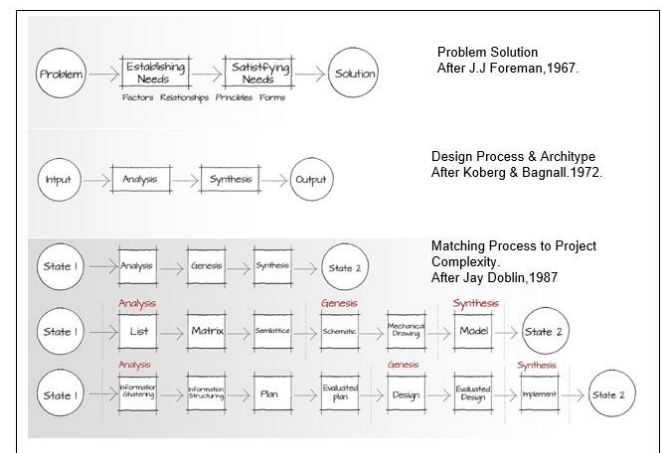 Problem
Establishing
Needs
Satistfying
Needs
Solution
Factors Relationships Principles Forms
Problem Solution
After J.J Foreman,1967.
Intput
Analysis
Synthesis
Output
Design Process & Architype
After Koberg & Bagnall.1972.
Matching Process to Project
Complexity.
After Jay Doblin,1987
State 1
Analysis
Genesis
Synthesis
State 2
Analysis
Genesis
Synthesis
State 1
List
Matrix
Semilattice
Schematic
Mechanical
Drawing
Model
State 2
Analysis
Genesis
Synthesis
State 1
Information
Ghatering
Information
Structuring
Plan
Evaluated
plan
Design
Evaluated
Design
Implement
State 2